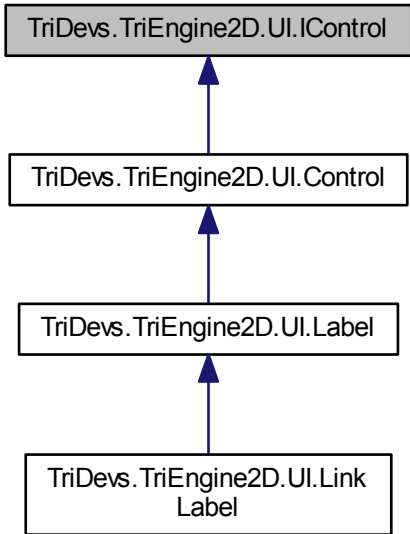 TriDevs.TriEngine2D.UI.IControl
TriDevs.TriEngine2D.UI.Control
TriDevs.TriEngine2D.UI.Label
TriDevs.TriEngine2D.UI.Link
Label